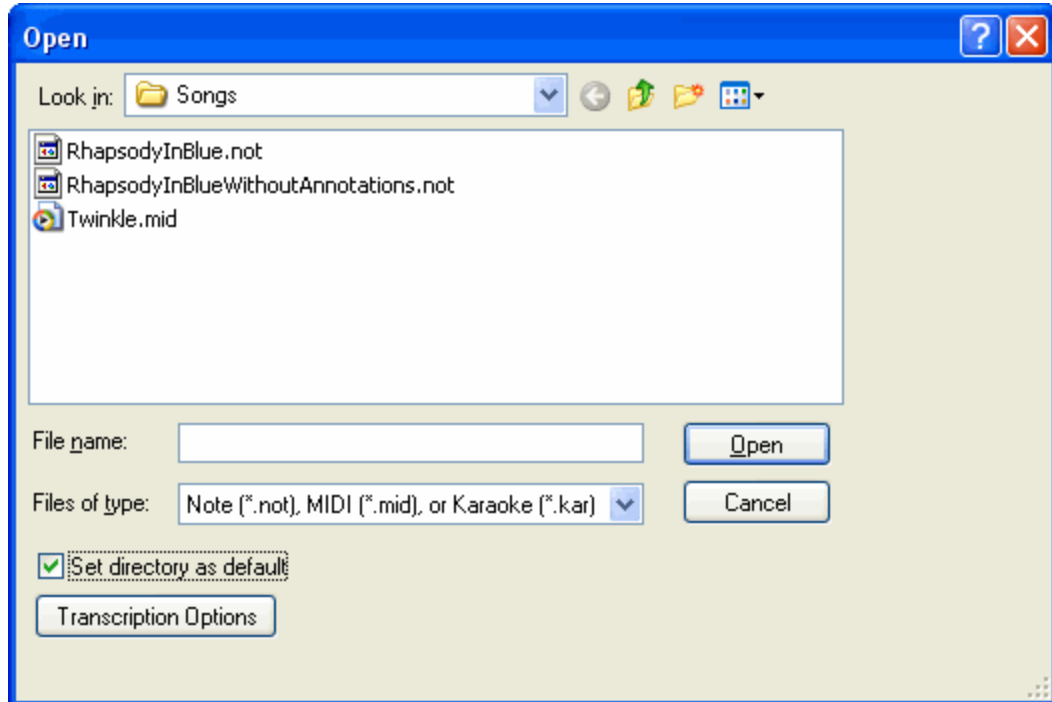 Open
Look in: Songs
RhapsodyInBlue.not
RhapsodyInBlueWithoutAnnotations.not
Twinkle.mid
File name:
Open
Files of type: Note (*.not), MIDI (*.mid), or Karaoke (*.kar)
Cancel
Set directory as default
Transcription Options